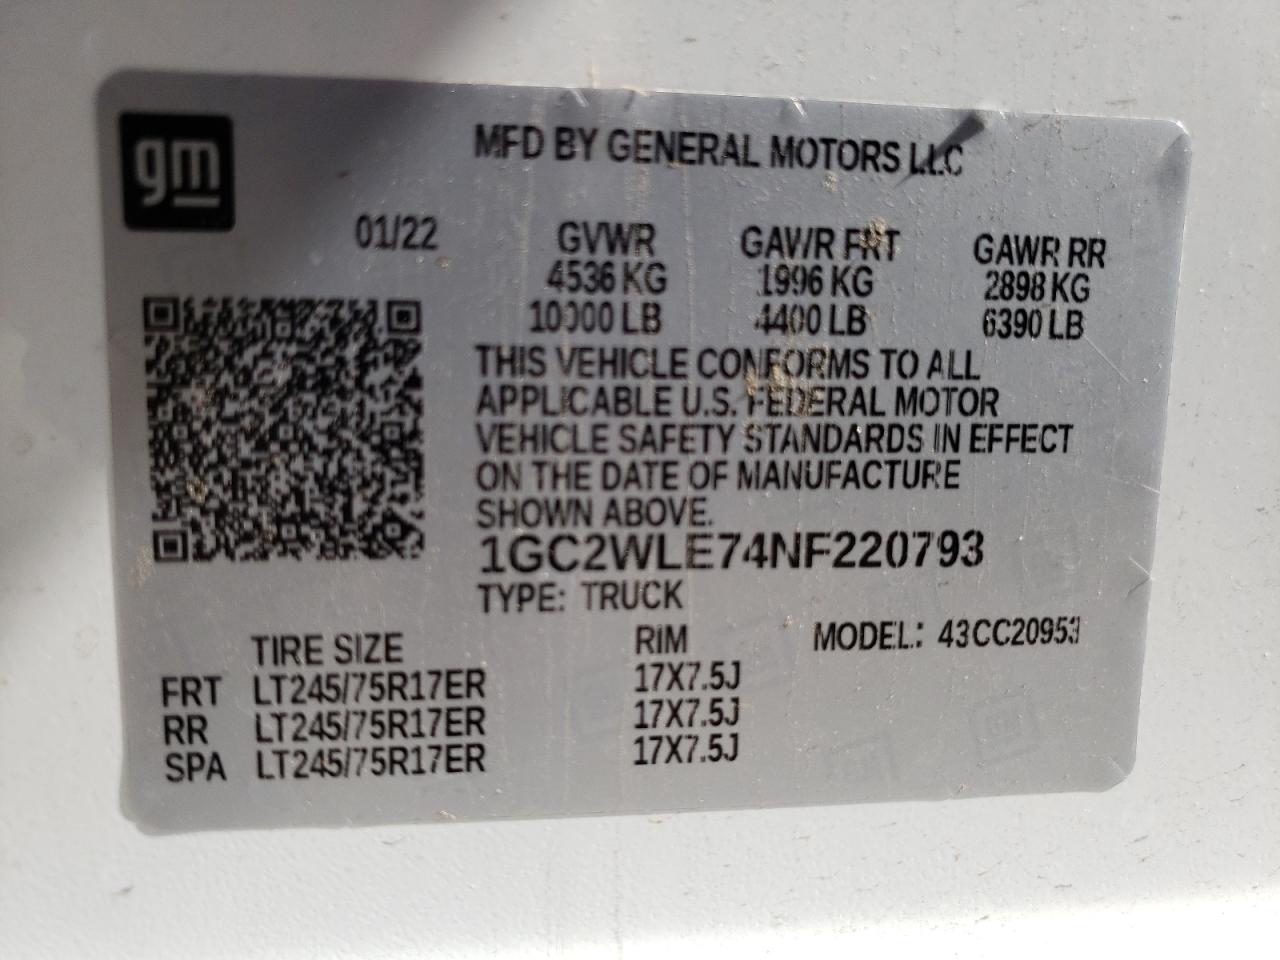 gm
MFD BY GENERAL MOTORS LLC
01/22 GVWR GAWR FRT GAWR RR
4536 KG 1996 KG 2898 KG
10000 LB 4400 LB 6390 LB
THIS VEHICLE CONFORMS TO ALL
APPLICABLE U.S. FEDERAL MOTOR
VEHICLE SAFETY STANDARDS IN EFFECT
ON THE DATE OF MANUFACTURE
SHOWN ABOVE.
1GC2WLE74NF220793
TYPE: TRUCK
TIRE SIZE RIM MODEL: 43CC20953
FRT LT245/75R17ER 17X7.5J
RR LT245/75R17ER 17X7.5J
SPA LT245/75R17ER 17X7.5J